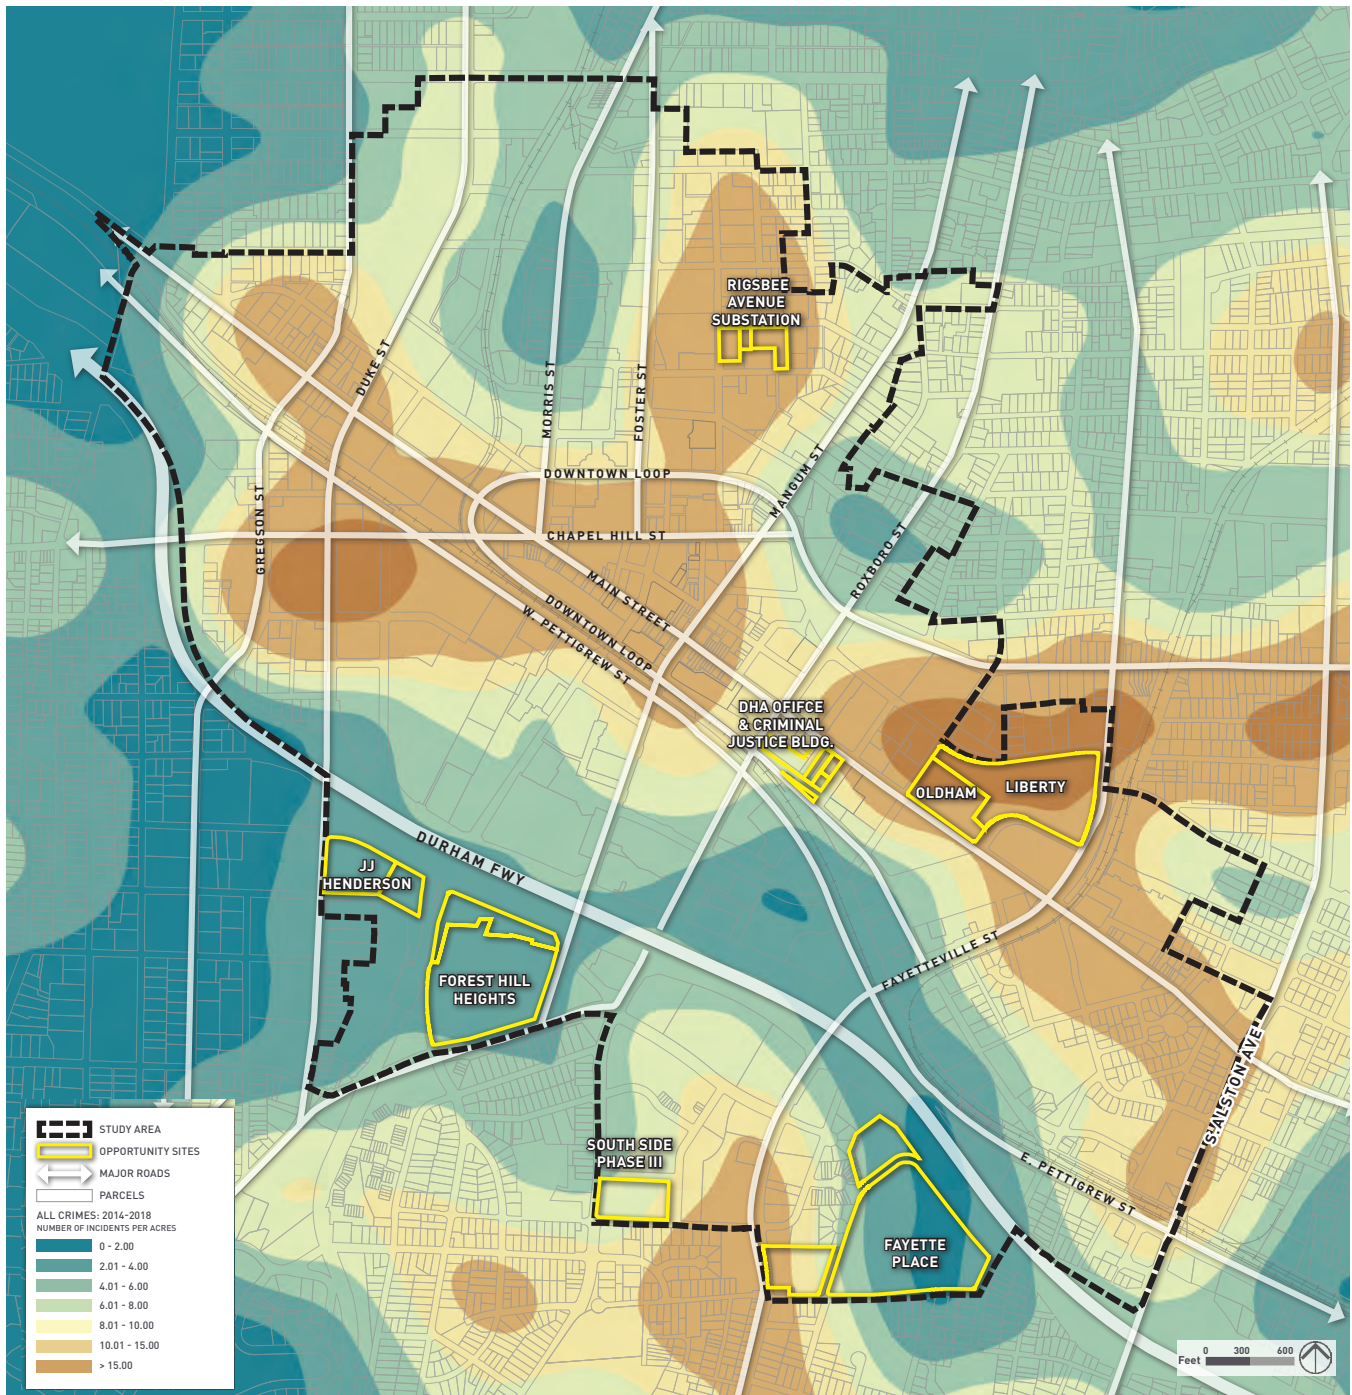 RIGSBEE
AVENUE
SUBSTATION
DUKE ST
MORRIS ST
FOSTER ST
DOWNTOWN LOOP
MANGUM ST
GREGSON ST
CHAPEL HILL ST
ROXBORO ST
MAIN STREET
DOWNTOWN LOOP
W. PETTIGREW ST
DHA OFIFCE
& CRIMINAL
JUSTICE BLDG.
OLDHAM
LIBERTY
DURHAM FWY
JJ
HENDERSON
FOREST HILL
HEIGHTS
FAYETTEVILLE ST
S. ALSTON AVE
SOUTH SIDE
PHASE III
E. PETTIGREW ST
FAYETTE
PLACE
STUDY AREA
OPPORTUNITY SITES
MAJOR ROADS
PARCELS
ALL CRIMES: 2014-2018
NUMBER OF INCIDENTS PER ACRES
0 - 2.00
2.01 - 4.00
4.01 - 6.00
6.01 - 8.00
8.01 - 10.00
10.01 - 15.00
> 15.00
0 300 600
Feet